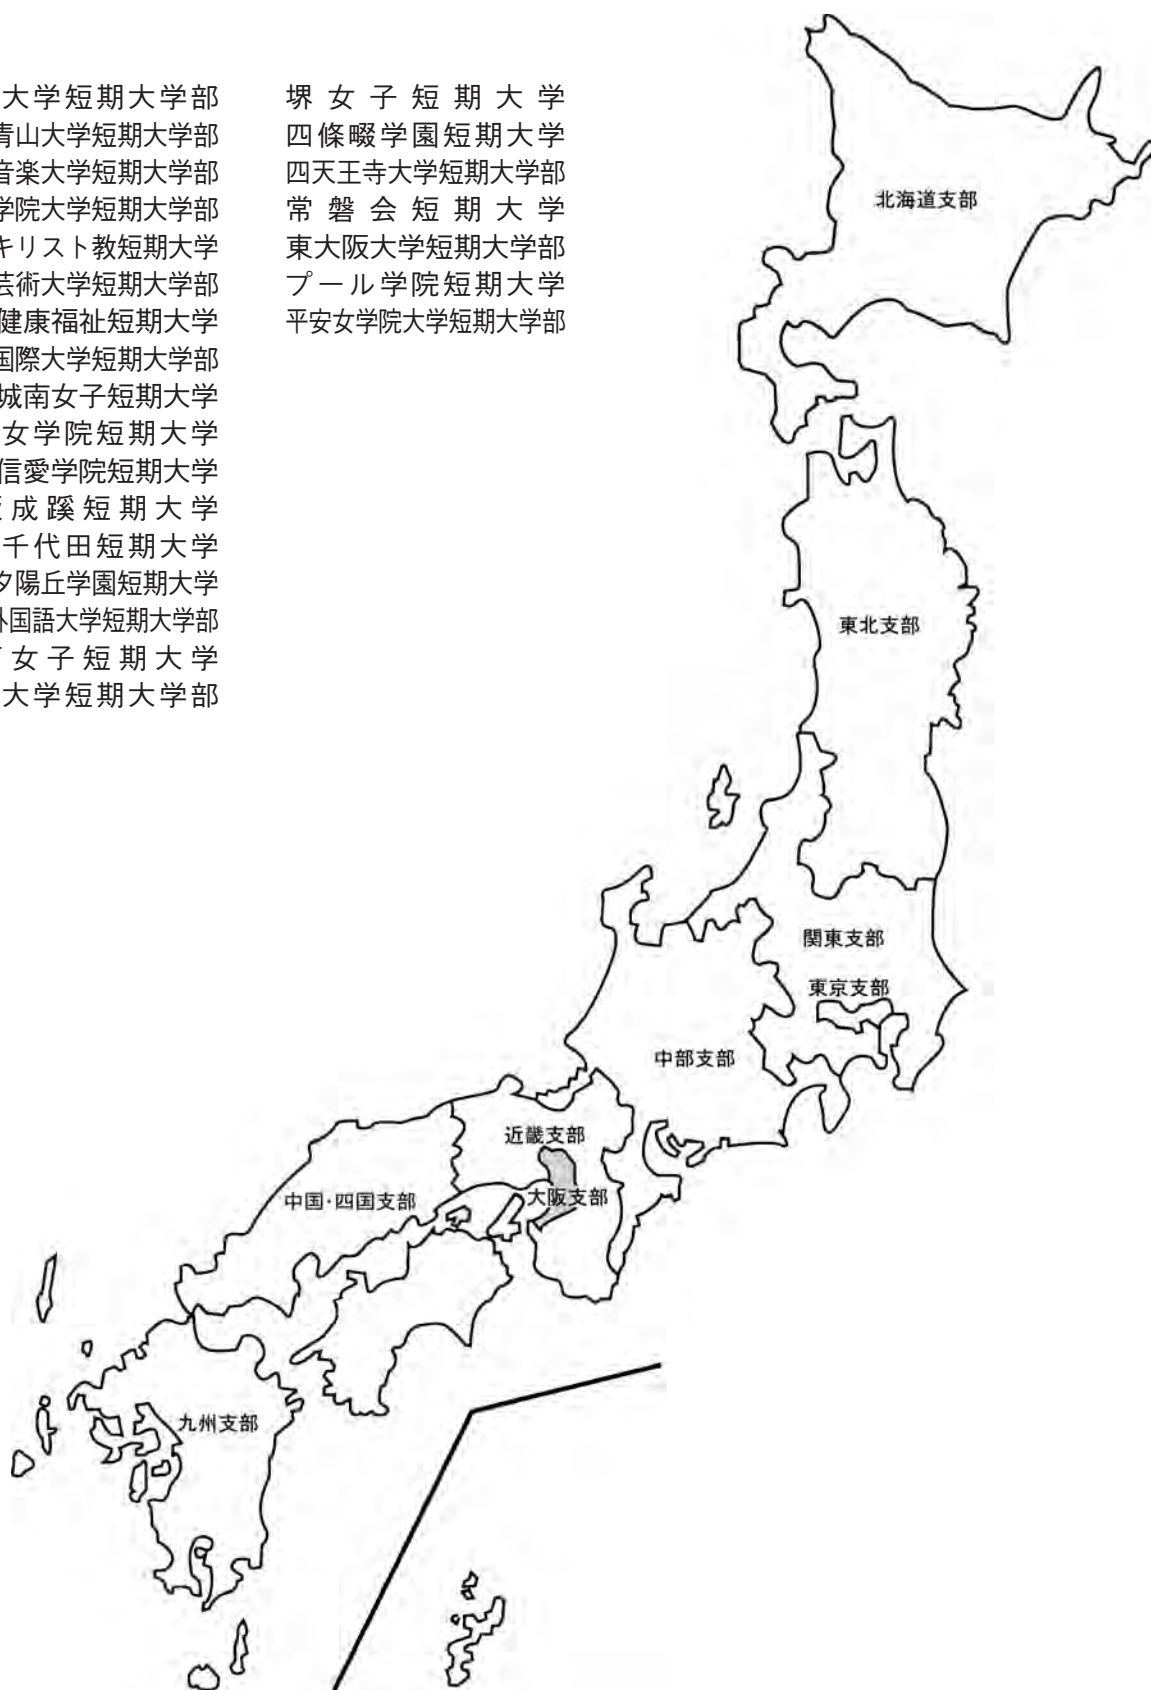 大学短期大学部
青山大学短期大学部
音楽大学短期大学部
学院大学短期大学部
キリスト教短期大学
芸術大学短期大学部
健康福祉短期大学
国際大学短期大学部
城南女子短期大学
女学院短期大学
信愛学院短期大学
成蹊短期大学
千代田短期大学
夕陽丘学園短期大学
外国語大学短期大学部
女子短期大学
大学短期大学部
堺女子短期大学
四條畷学園短期大学
四天王寺大学短期大学部
常磐会短期大学
東大阪大学短期大学部
プール学院短期大学
平安女学院大学短期大学部
北海道支部
東北支部
関東支部
東京支部
中部支部
近畿支部
大阪支部
中国・四国支部
九州支部